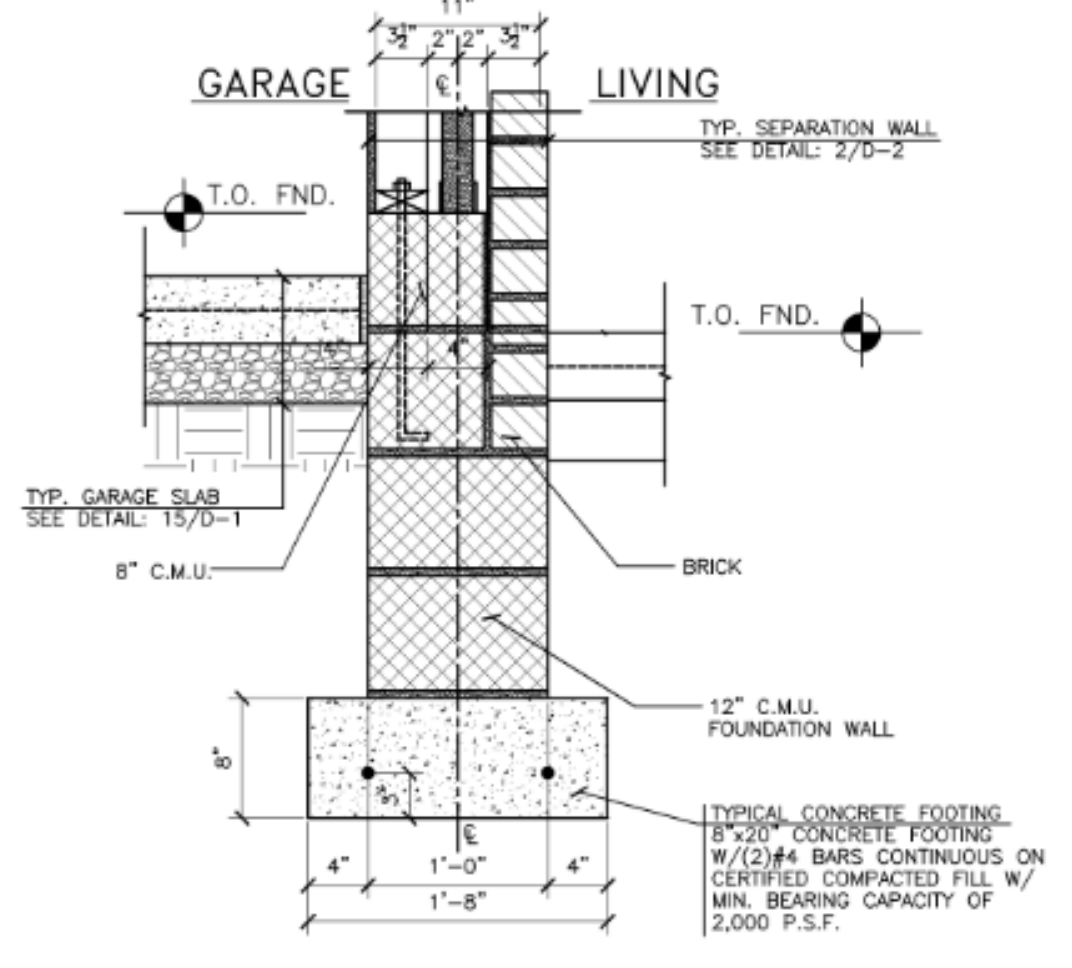 11"
3½" 2" 2" 3½"
℄
GARAGE LIVING
TYP. SEPARATION WALL
SEE DETAIL: 2/D-2
T.O. FND.
T.O. FND.
4" 4"
TYP. GARAGE SLAB
SEE DETAIL: 15/D-1
8" C.M.U.
BRICK
12" C.M.U.
FOUNDATION WALL
8"
3"
℄
TYPICAL CONCRETE FOOTING
8"x20" CONCRETE FOOTING
W/(2)#4 BARS CONTINUOUS ON
CERTIFIED COMPACTED FILL W/
MIN. BEARING CAPACITY OF
2,000 P.S.F.
4" 1'-0" 4"
1'-8"